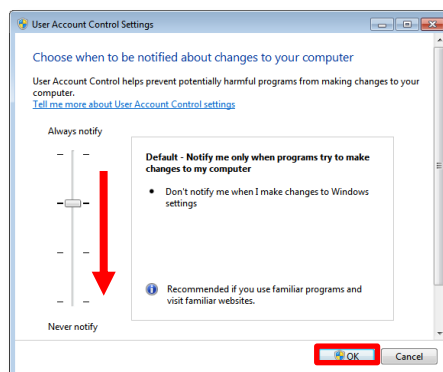 User Account Control Settings
Choose when to be notified about changes to your computer
User Account Control helps prevent potentially harmful programs from making changes to your
computer.
Tell me more about User Account Control settings
Always notify
Default - Notify me only when programs try to make
changes to my computer
• Don't notify me when I make changes to Windows
settings
Recommended if you use familiar programs and
visit familiar websites.
Never notify
OK
Cancel